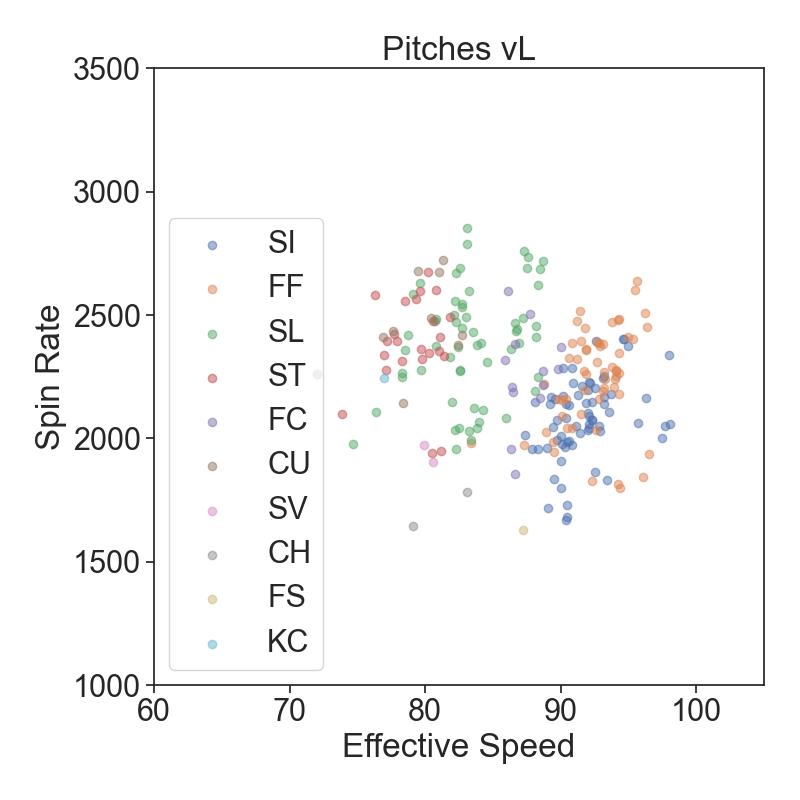 Pitches vL
3500
3000
2500
2000
1500
1000
Spin Rate
SI
FF
SL
ST
FC
CU
SV
CH
FS
KC
60 70 80 90 100
Effective Speed